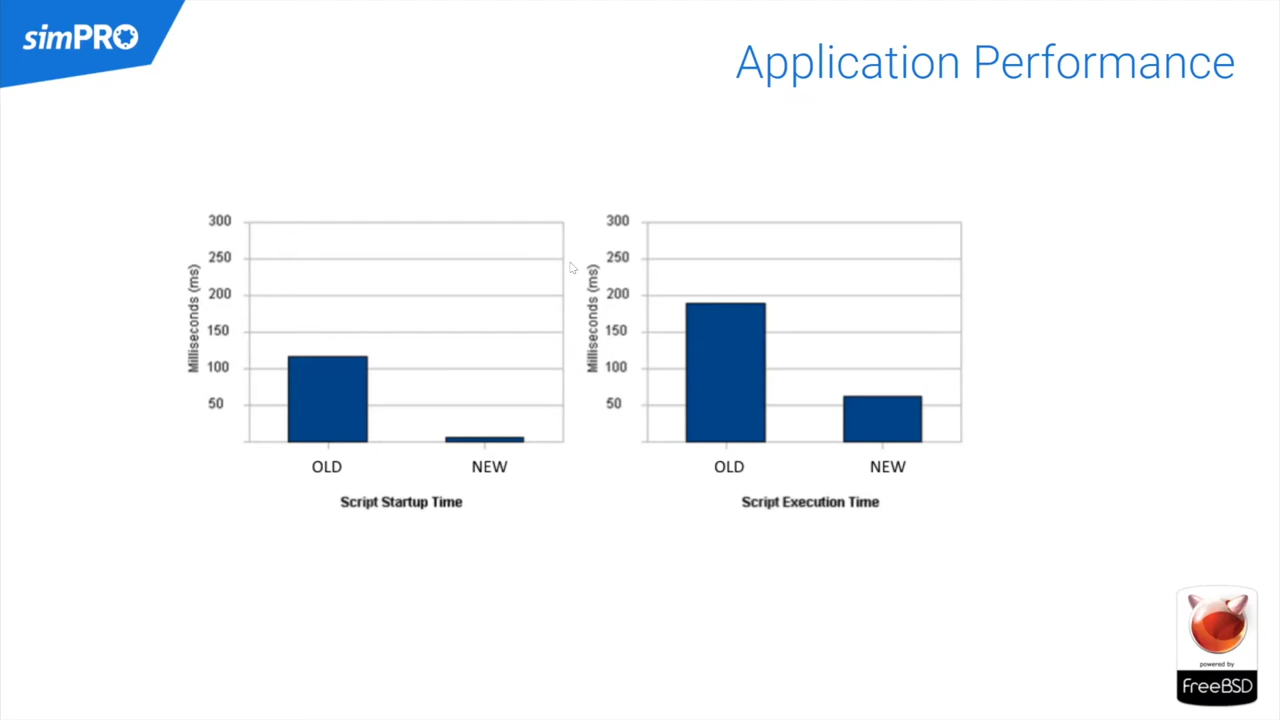 simPRO
Application Performance
300
250
200
150
100
50
Milliseconds (ms)
OLD
NEW
Script Startup Time
300
250
200
150
100
50
Milliseconds (ms)
OLD
NEW
Script Execution Time
powered by
FreeBSD